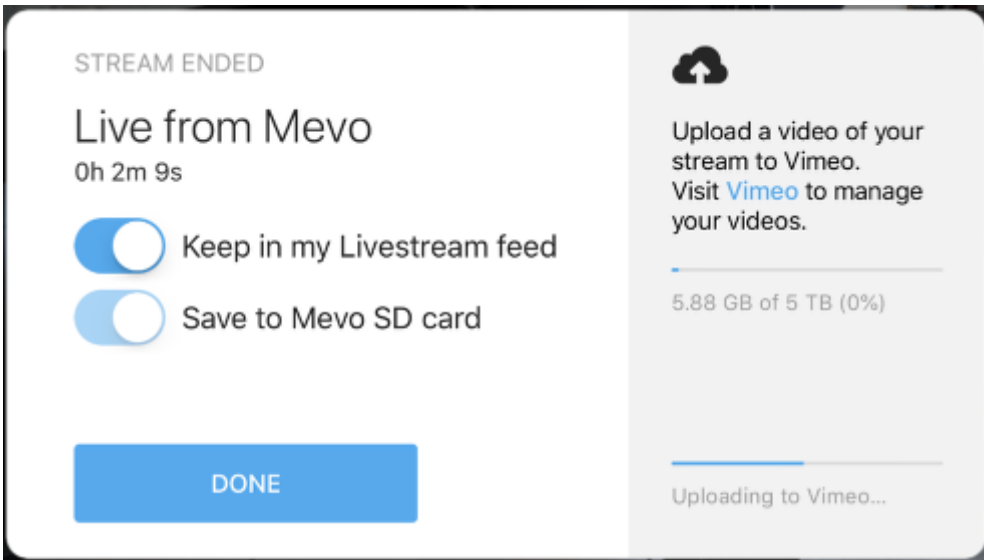 STREAM ENDED
Live from Mevo
0h 2m 9s
Keep in my Livestream feed
Save to Mevo SD card
DONE
Upload a video of your
stream to Vimeo.
Visit Vimeo to manage
your videos.
5.88 GB of 5 TB (0%)
Uploading to Vimeo...